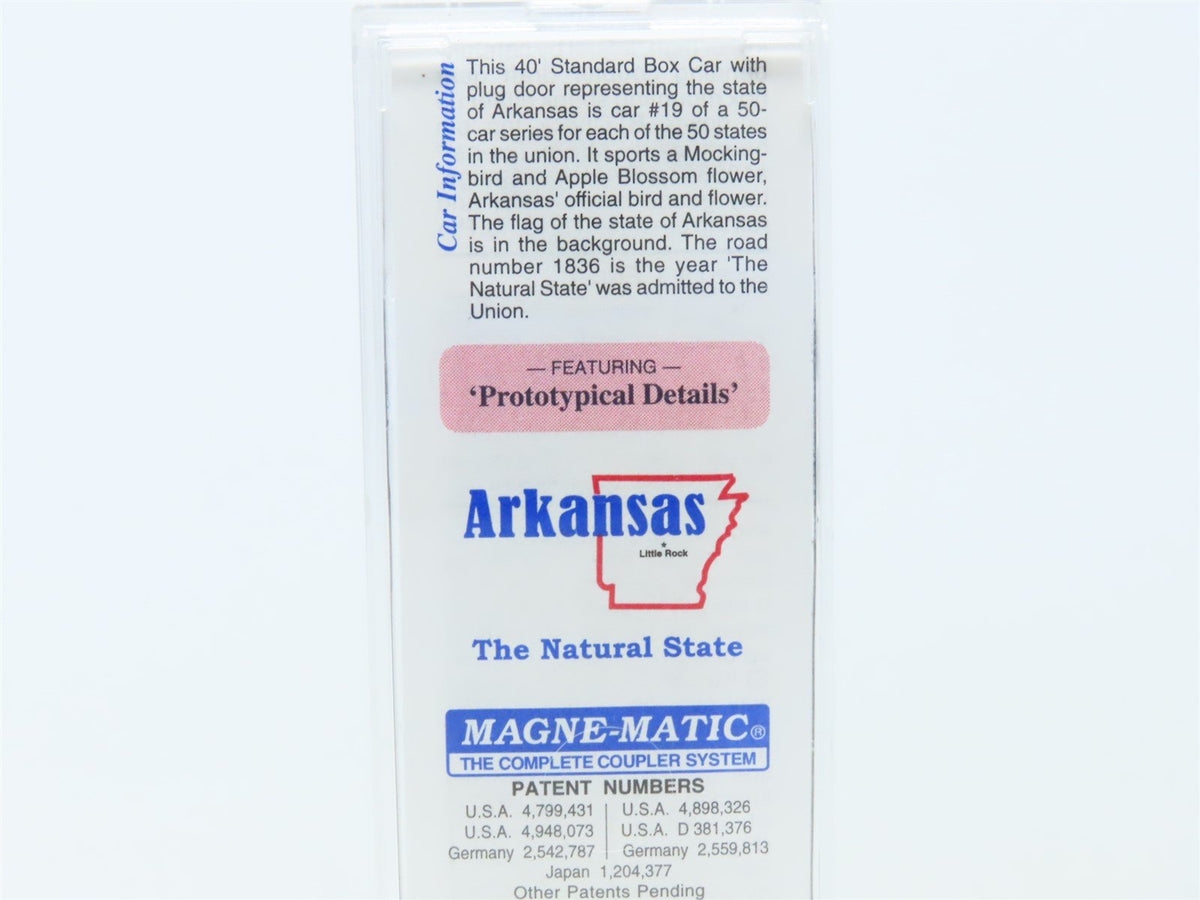 Car Information
This 40' Standard Box Car with
plug door representing the state
of Arkansas is car #19 of a 50-
car series for each of the 50 states
in the union. It sports a Mocking-
bird and Apple Blossom flower,
Arkansas' official bird and flower.
The flag of the state of Arkansas
is in the background. The road
number 1836 is the year 'The
Natural State' was admitted to the
Union.
— FEATURING —
‘Prototypical Details’
Arkansas
Little Rock
The Natural State
MAGNE-MATIC®
THE COMPLETE COUPLER SYSTEM
PATENT NUMBERS
U.S.A. 4,799,431 | U.S.A. 4,898,326
U.S.A. 4,948,073 | U.S.A. D 381,376
Germany 2,542,787 | Germany 2,559,813
Japan 1,204,377
Other Patents Pending